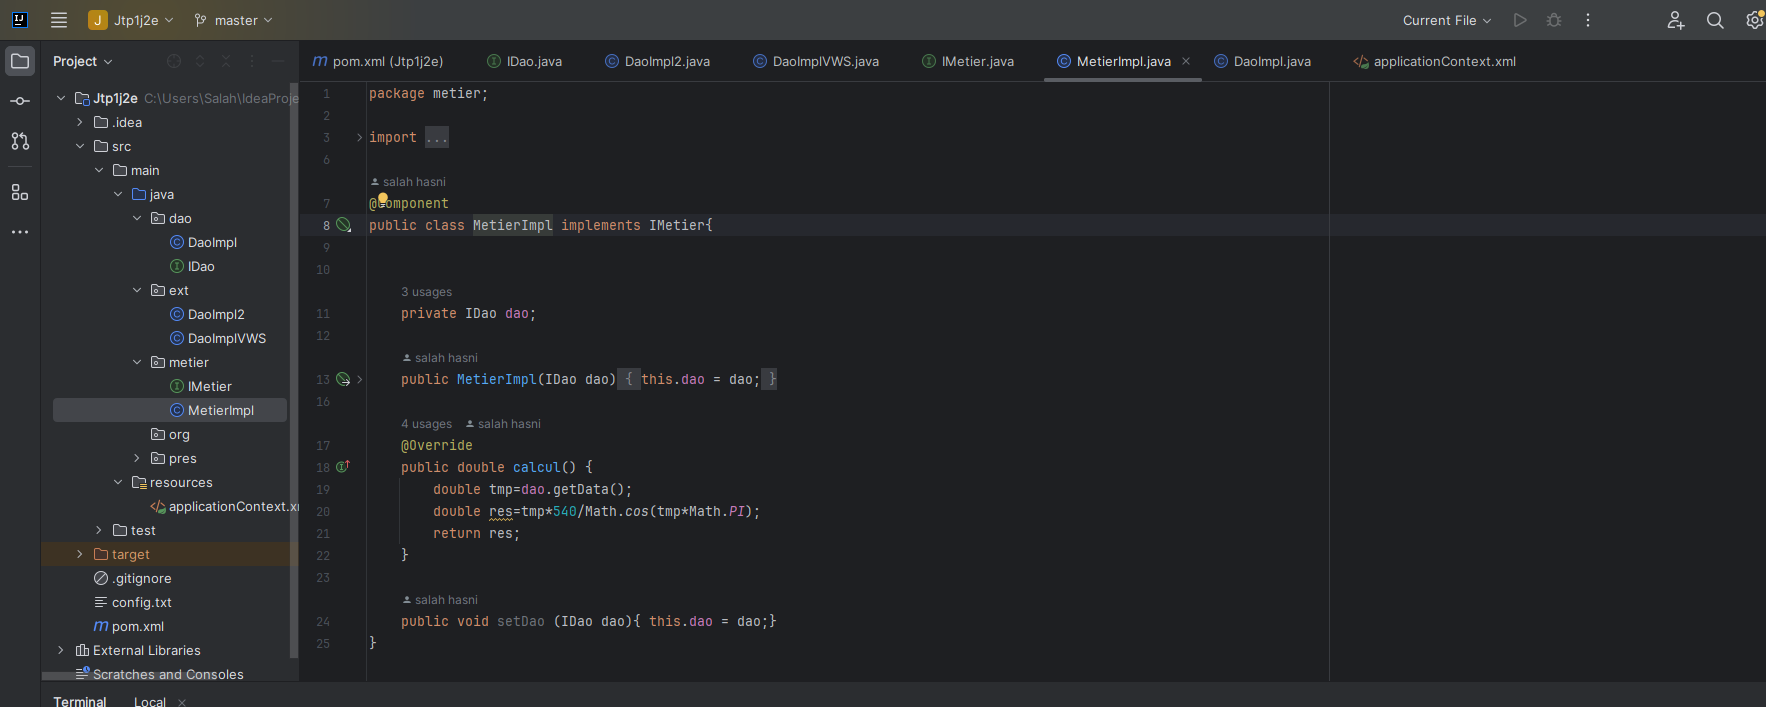 J Jtp1j2e master Current File
Project
pom.xml (Jtp1j2e) IDao.java DaoImpl2.java DaoImplVWS.java IMetier.java MetierImpl.java DaoImpl.java applicationContext.xml
Jtp1j2e C:\Users\Salah\IdeaProje
.idea
src
main
java
dao
DaoImpl
IDao
ext
DaoImpl2
DaoImplVWS
metier
IMetier
MetierImpl
org
pres
resources
applicationContext.x
test
target
.gitignore
config.txt
pom.xml
External Libraries
Scratches and Consoles
1 package metier;
2
3 import ...
6
salah hasni
7 @Component
8 public class MetierImpl implements IMetier{
9
10
3 usages
11 private IDao dao;
12
salah hasni
13 public MetierImpl(IDao dao) { this.dao = dao; }
16
4 usages salah hasni
17 @Override
18 public double calcul() {
19 double tmp=dao.getData();
20 double res=tmp*540/Math.cos(tmp*Math.PI);
21 return res;
22 }
23
salah hasni
24 public void setDao (IDao dao){ this.dao = dao;}
25 }
Terminal Local